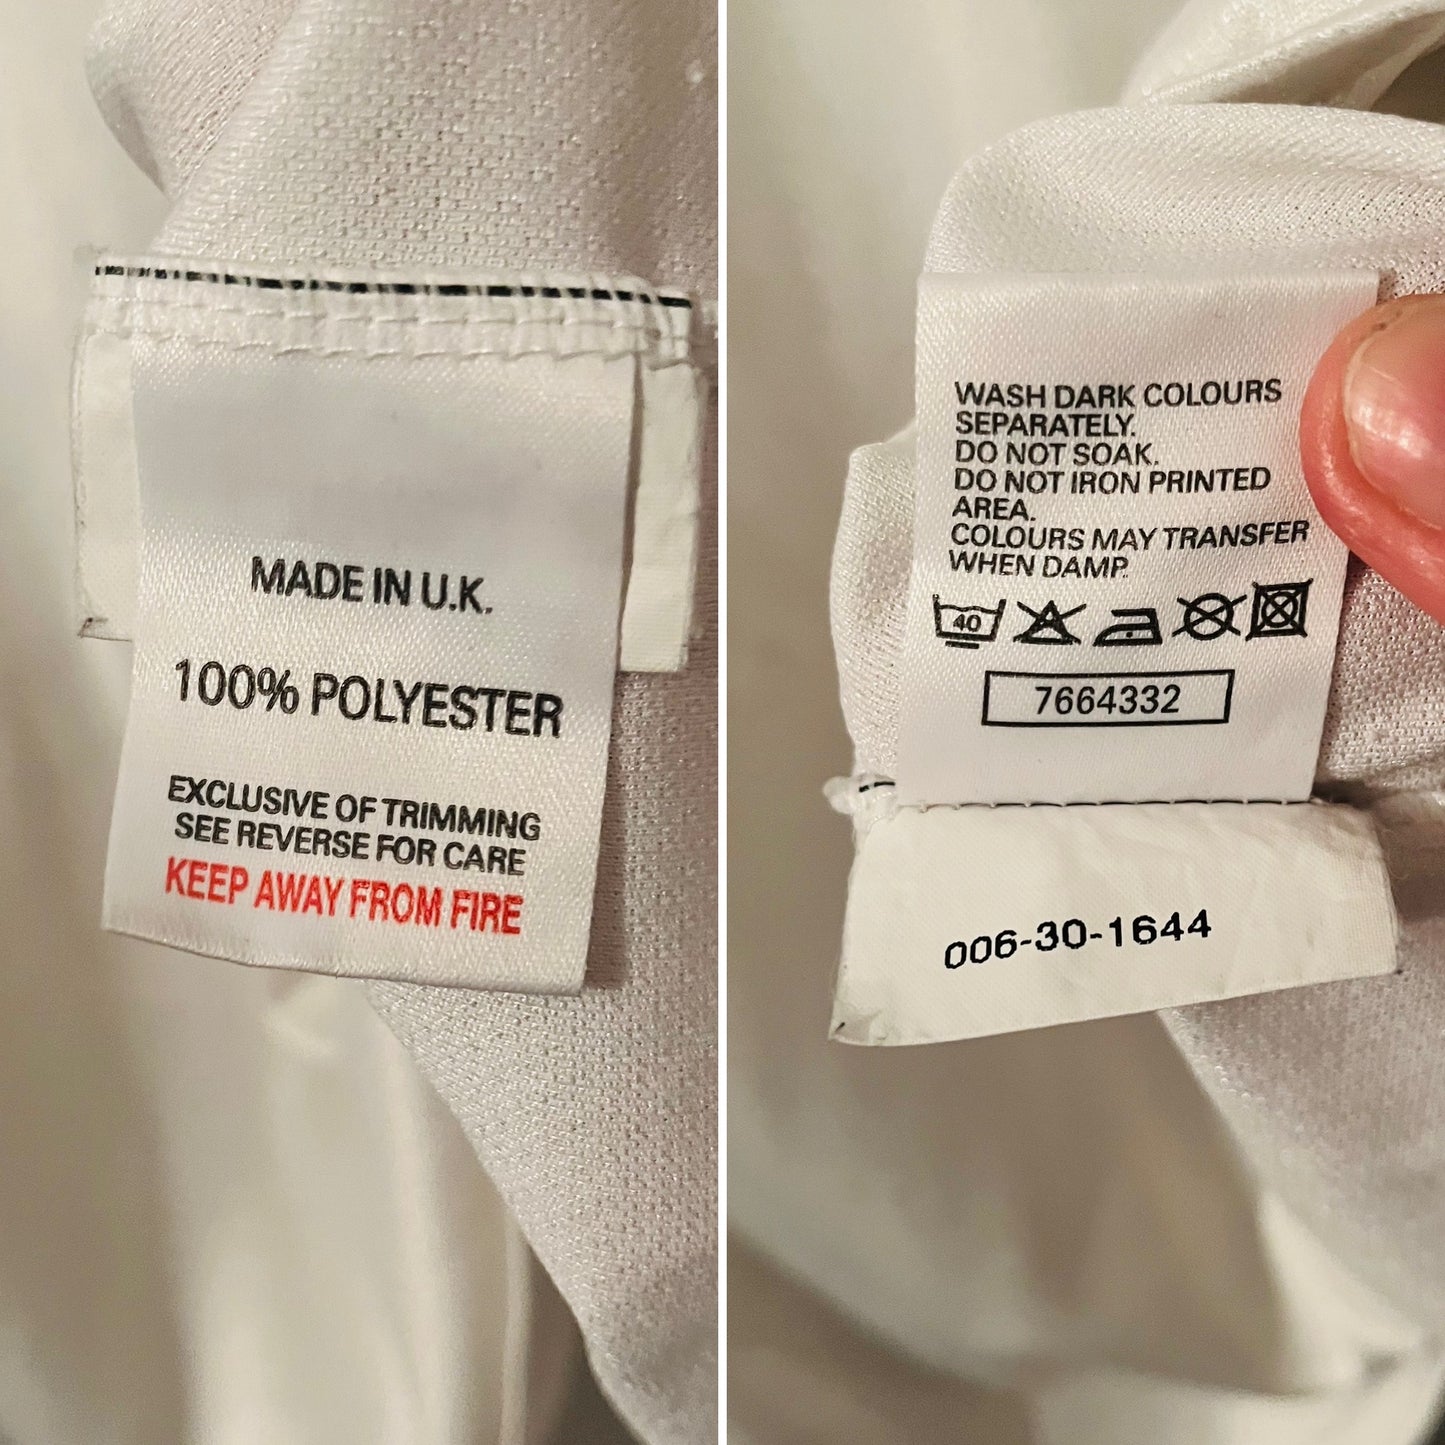 MADE IN U.K.
100% POLYESTER
EXCLUSIVE OF TRIMMING
SEE REVERSE FOR CARE
KEEP AWAY FROM FIRE
WASH DARK COLOURS
SEPARATELY.
DO NOT SOAK.
DO NOT IRON PRINTED
AREA.
COLOURS MAY TRANSFER
WHEN DAMP.
40
7664332
006-30-1644